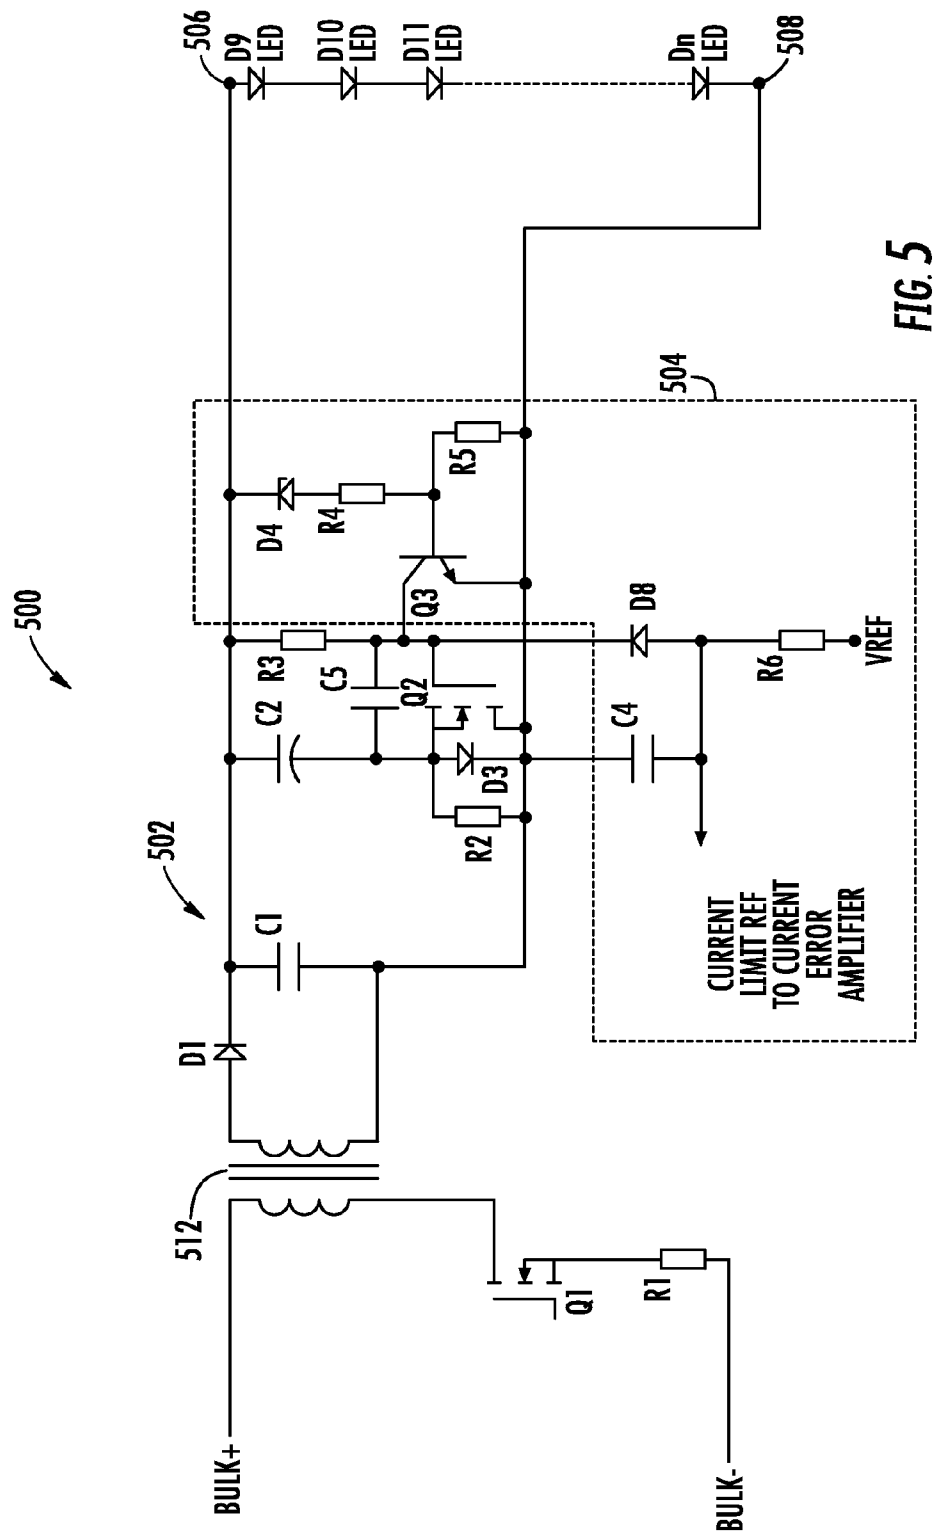 500
502
504
506
508
512
BULK+
BULK-
Q1
R1
D1
C1
C2
R2
D3
C5
Q2
R3
Q3
D4
R4
R5
C4
D8
R6
VREF
CURRENT
LIMIT REF
TO CURRENT
ERROR
AMPLIFIER
D9
LED
D10
LED
D11
LED
Dn
LED
FIG. 5